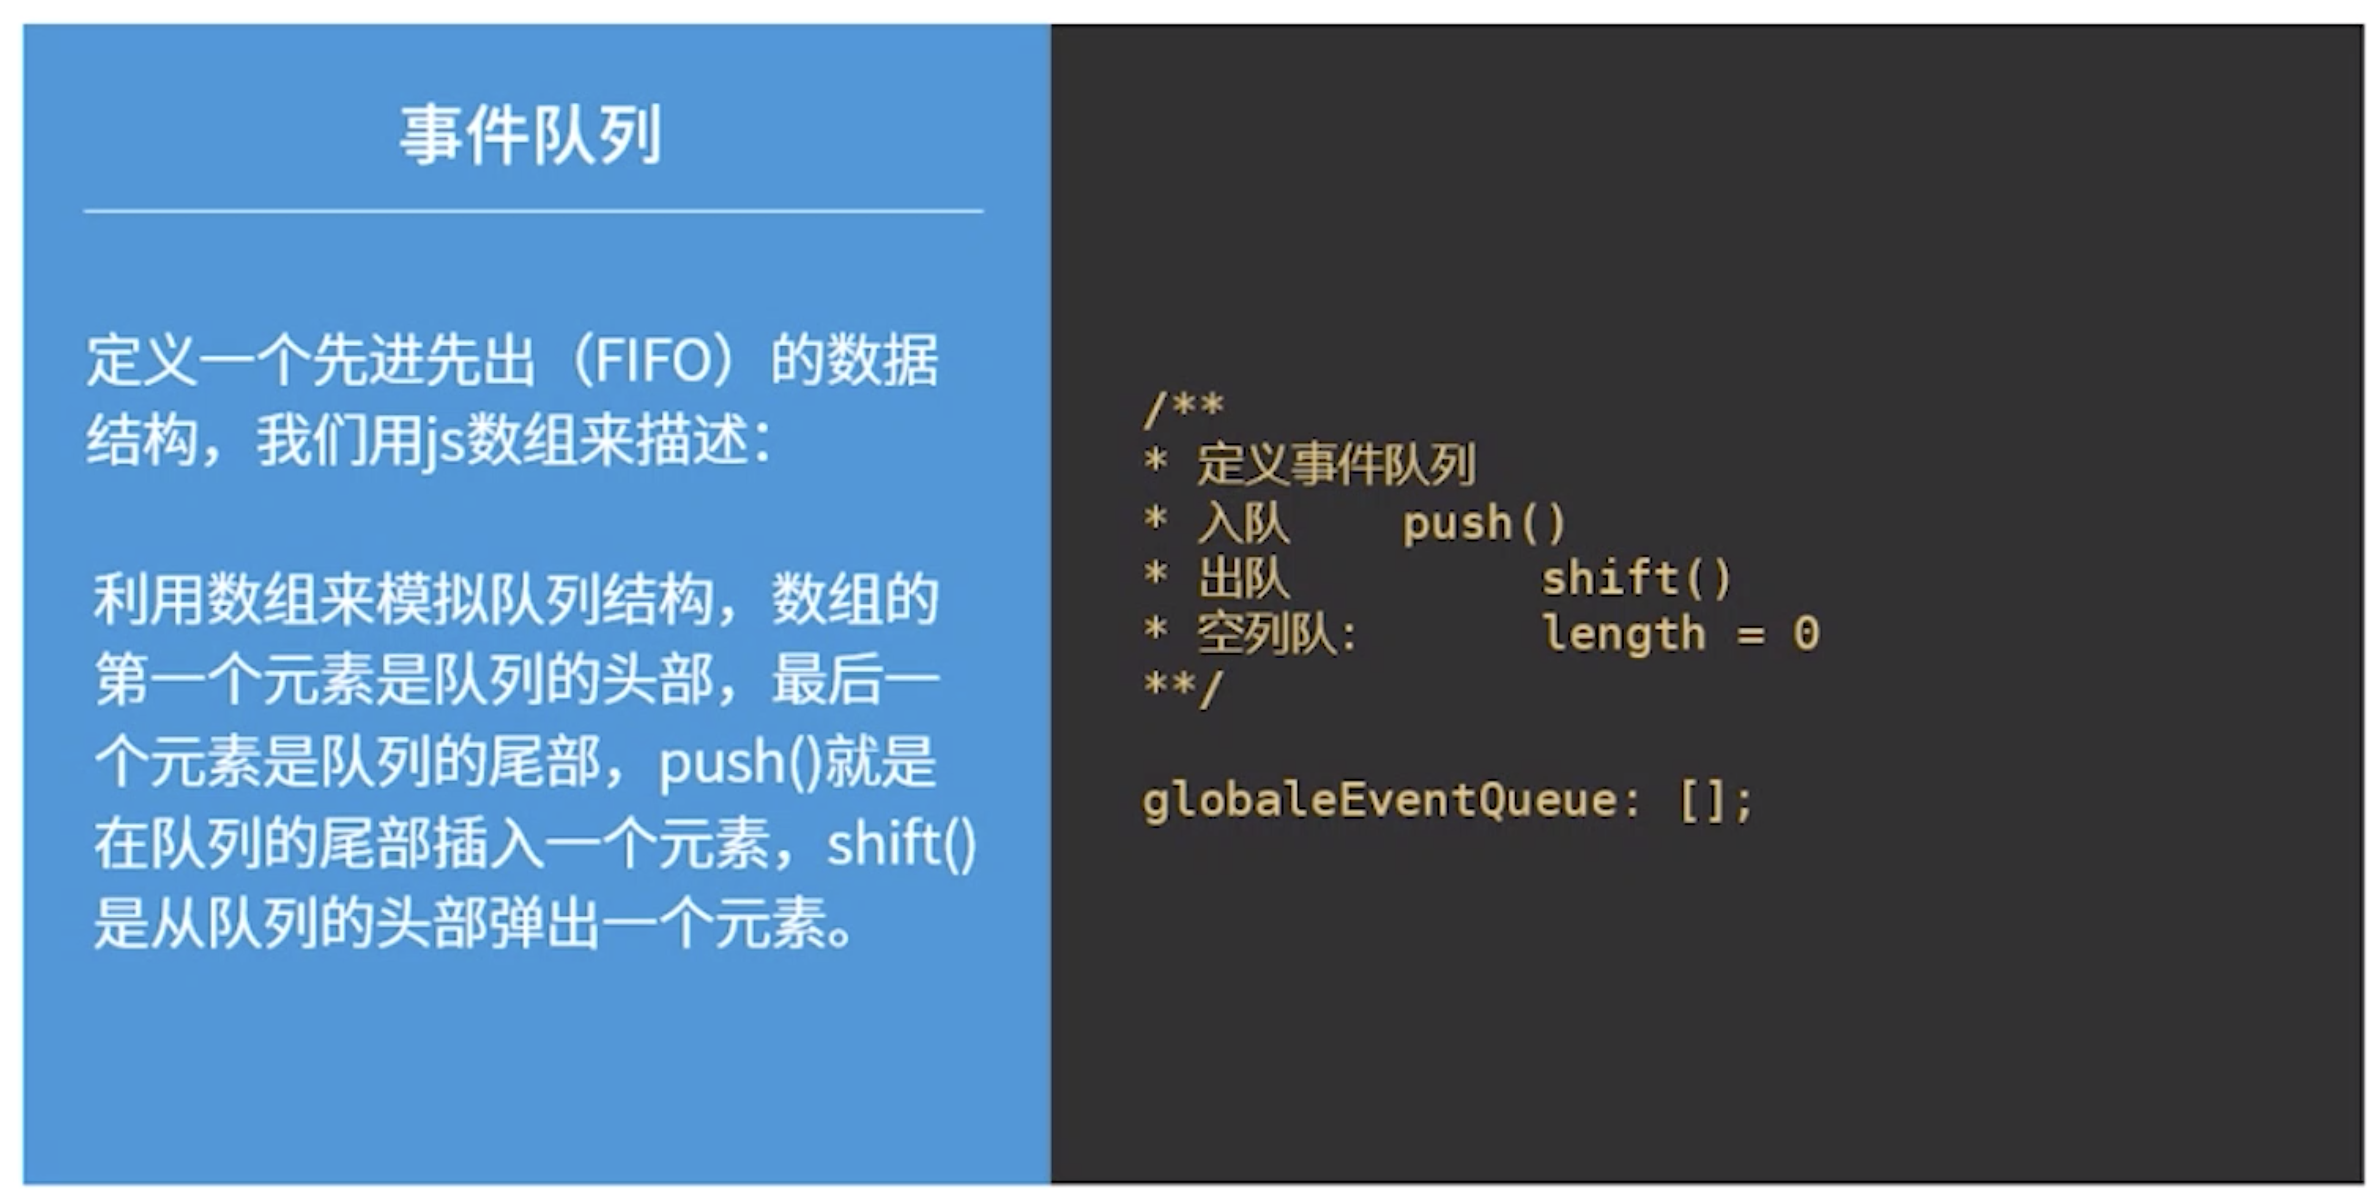 事件队列
定义一个先进先出（FIFO）的数据
结构，我们用js数组来描述：
利用数组来模拟队列结构，数组的
第一个元素是队列的头部，最后一
个元素是队列的尾部，push()就是
在队列的尾部插入一个元素，shift()
是从队列的头部弹出一个元素。
/**
* 定义事件队列
* 入队    push()
* 出队         shift()
* 空列队:      length = 0
**/
globaleEventQueue: [];